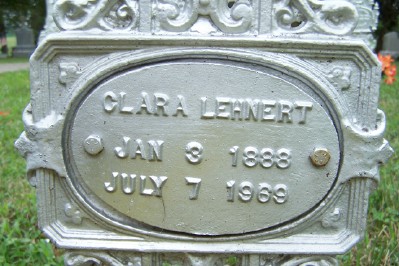 CLARA LEHNERT
JAN 3 1888
JULY 7 1969